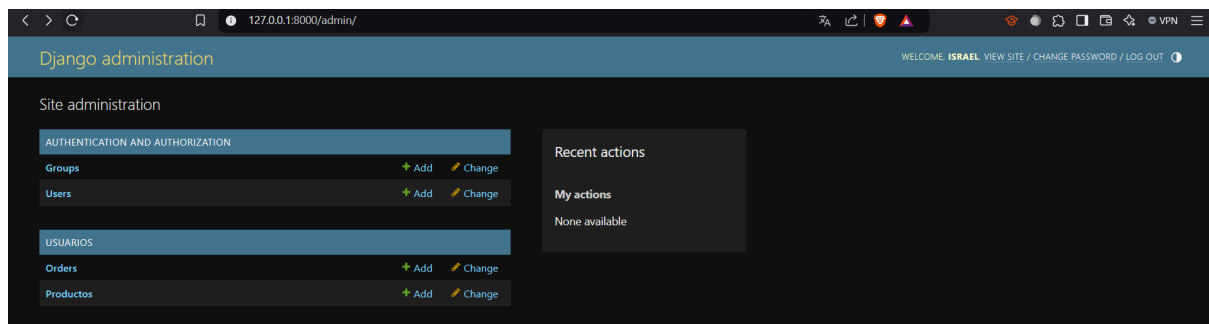 127.0.0.1:8000/admin/
VPN
Django administration
WELCOME, ISRAEL. VIEW SITE / CHANGE PASSWORD / LOG OUT
Site administration
AUTHENTICATION AND AUTHORIZATION
Groups + Add Change
Users + Add Change
USUARIOS
Orders + Add Change
Productos + Add Change
Recent actions
My actions
None available